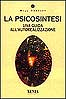 LA PSICOSINTESI
UNA GUIDA
ALL'AUTOREALIZZAZIONE
XENIA